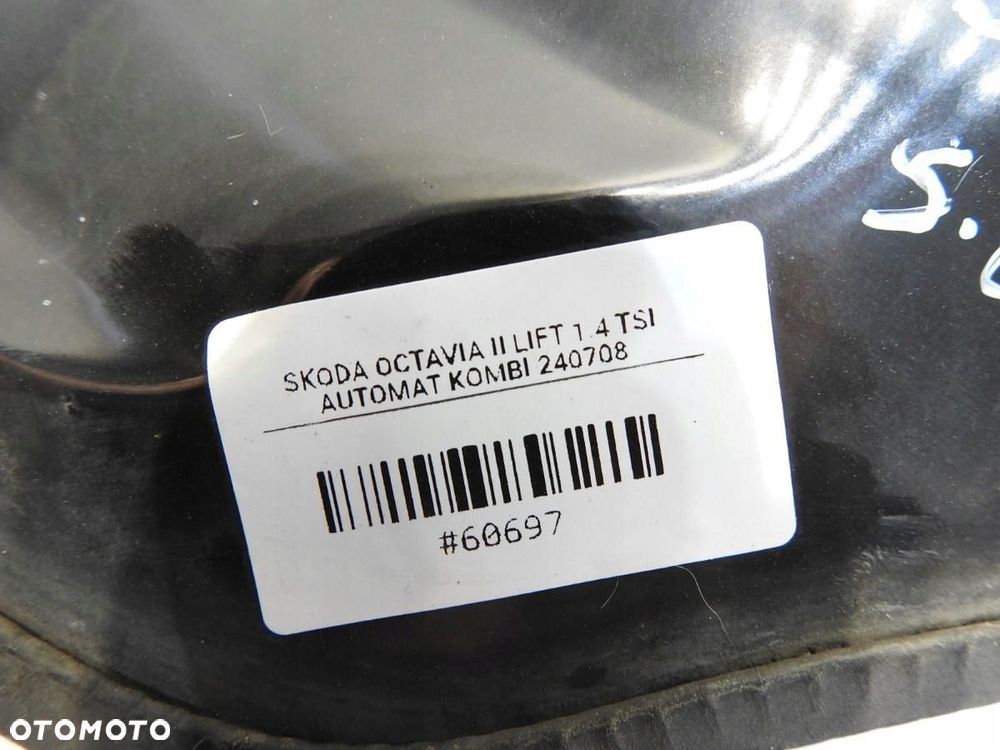 SKODA OCTAVIA II LIFT 1.4 TSI
AUTOMAT KOMBI 240708
#60697
OTOMOTO